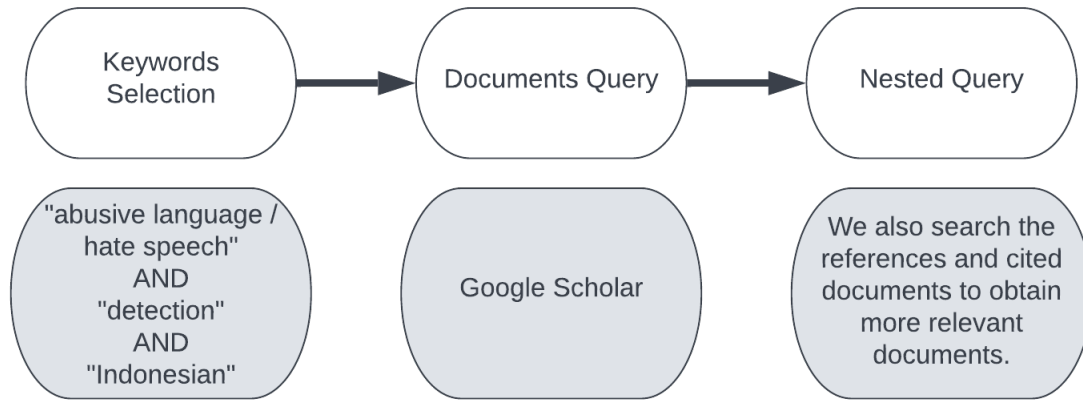 Keywords
Selection
Documents Query
Nested Query
"abusive language /
hate speech"
AND
"detection"
AND
"Indonesian"
Google Scholar
We also search the
references and cited
documents to obtain
more relevant
documents.